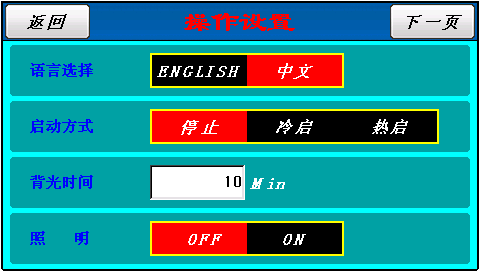 返回 操作设置 下一页
语言选择 ENGLISH 中文
启动方式 停止 冷启 热启
背光时间 10 Min
照 明 OFF ON